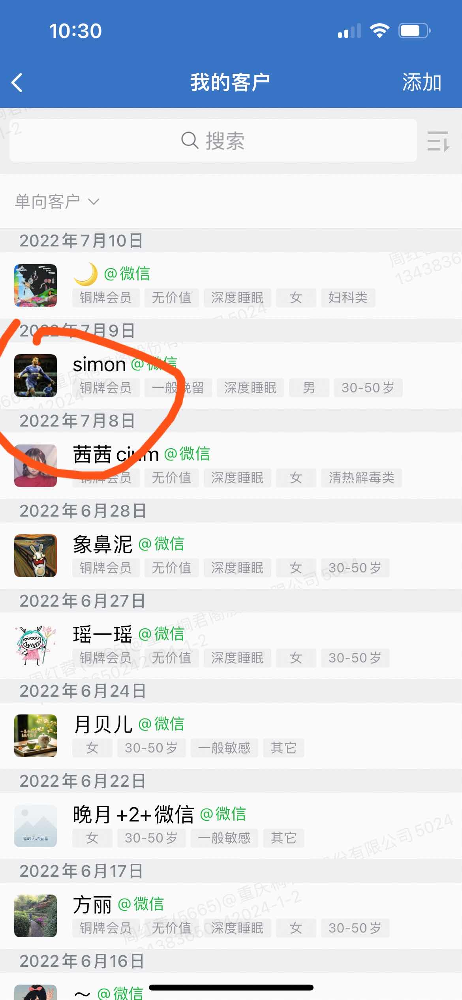 10:30
我的客户
添加
搜索
单向客户
2022年7月10日
🌙 @微信
铜牌会员 无价值 深度睡眠 女 妇科类
2022年7月9日
simon @微信
铜牌会员 一般挽留 深度睡眠 男 30-50岁
2022年7月8日
茜茜 @微信
铜牌会员 无价值 深度睡眠 女 清热解毒类
2022年6月28日
象鼻泥 @微信
铜牌会员 无价值 深度睡眠 女 30-50岁
2022年6月27日
瑶一瑶 @微信
铜牌会员 无价值 深度睡眠 女 30-50岁
2022年6月24日
月贝儿 @微信
女 30-50岁 一般敏感 其它
2022年6月22日
晚月+2+微信 @微信
暂时无法查看
女 30-50岁 一般敏感 其它
2022年6月17日
方丽 @微信
铜牌会员 无价值 深度睡眠 女 30-50岁
2022年6月16日
～ @微信